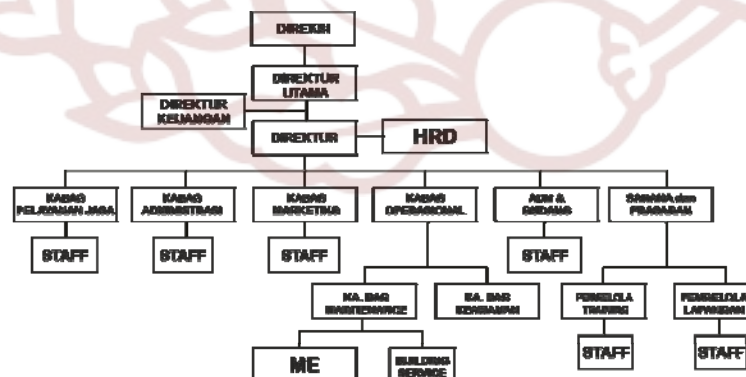 DIREKTUR
UTAMA
DIREKTUR
KEUANGAN
DIREKTUR
HRD
KABAG
PELAYANAN JASA
KABAG
ADMINISTRASI
KABAG
MARKETING
KABAG
OPERASIONAL
ADM &
GUDANG
SARANA dan
STAFF
STAFF
STAFF
STAFF
KA. BAG
MAINTENANCE
KA. BAG
KEAMANAN
PENGELOLA
TRAINING
PENGELOLA
LAPANGAN
ME
BUILDING
SERVICE
STAFF
STAFF